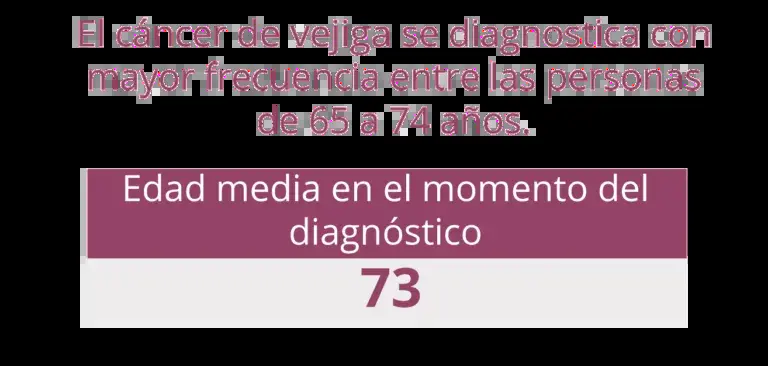 El cáncer de vejiga se diagnostica con
mayor frecuencia entre las personas
de 65 a 74 años.
Edad media en el momento del
diagnóstico
73